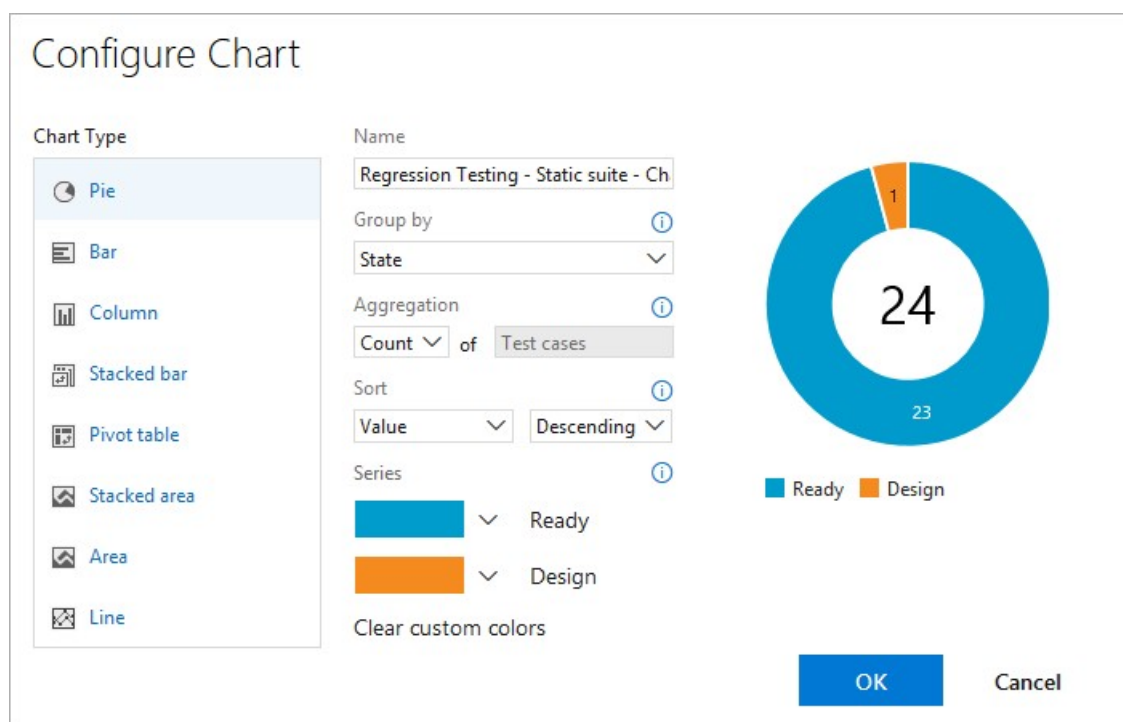 Configure Chart
Chart Type
Pie
Bar
Column
Stacked bar
Pivot table
Stacked area
Area
Line
Name
Regression Testing - Static suite - Ch
Group by
State
Aggregation
Count of Test cases
Sort
Value Descending
Series
Ready
Design
Clear custom colors
1
24
23
Ready Design
OK Cancel